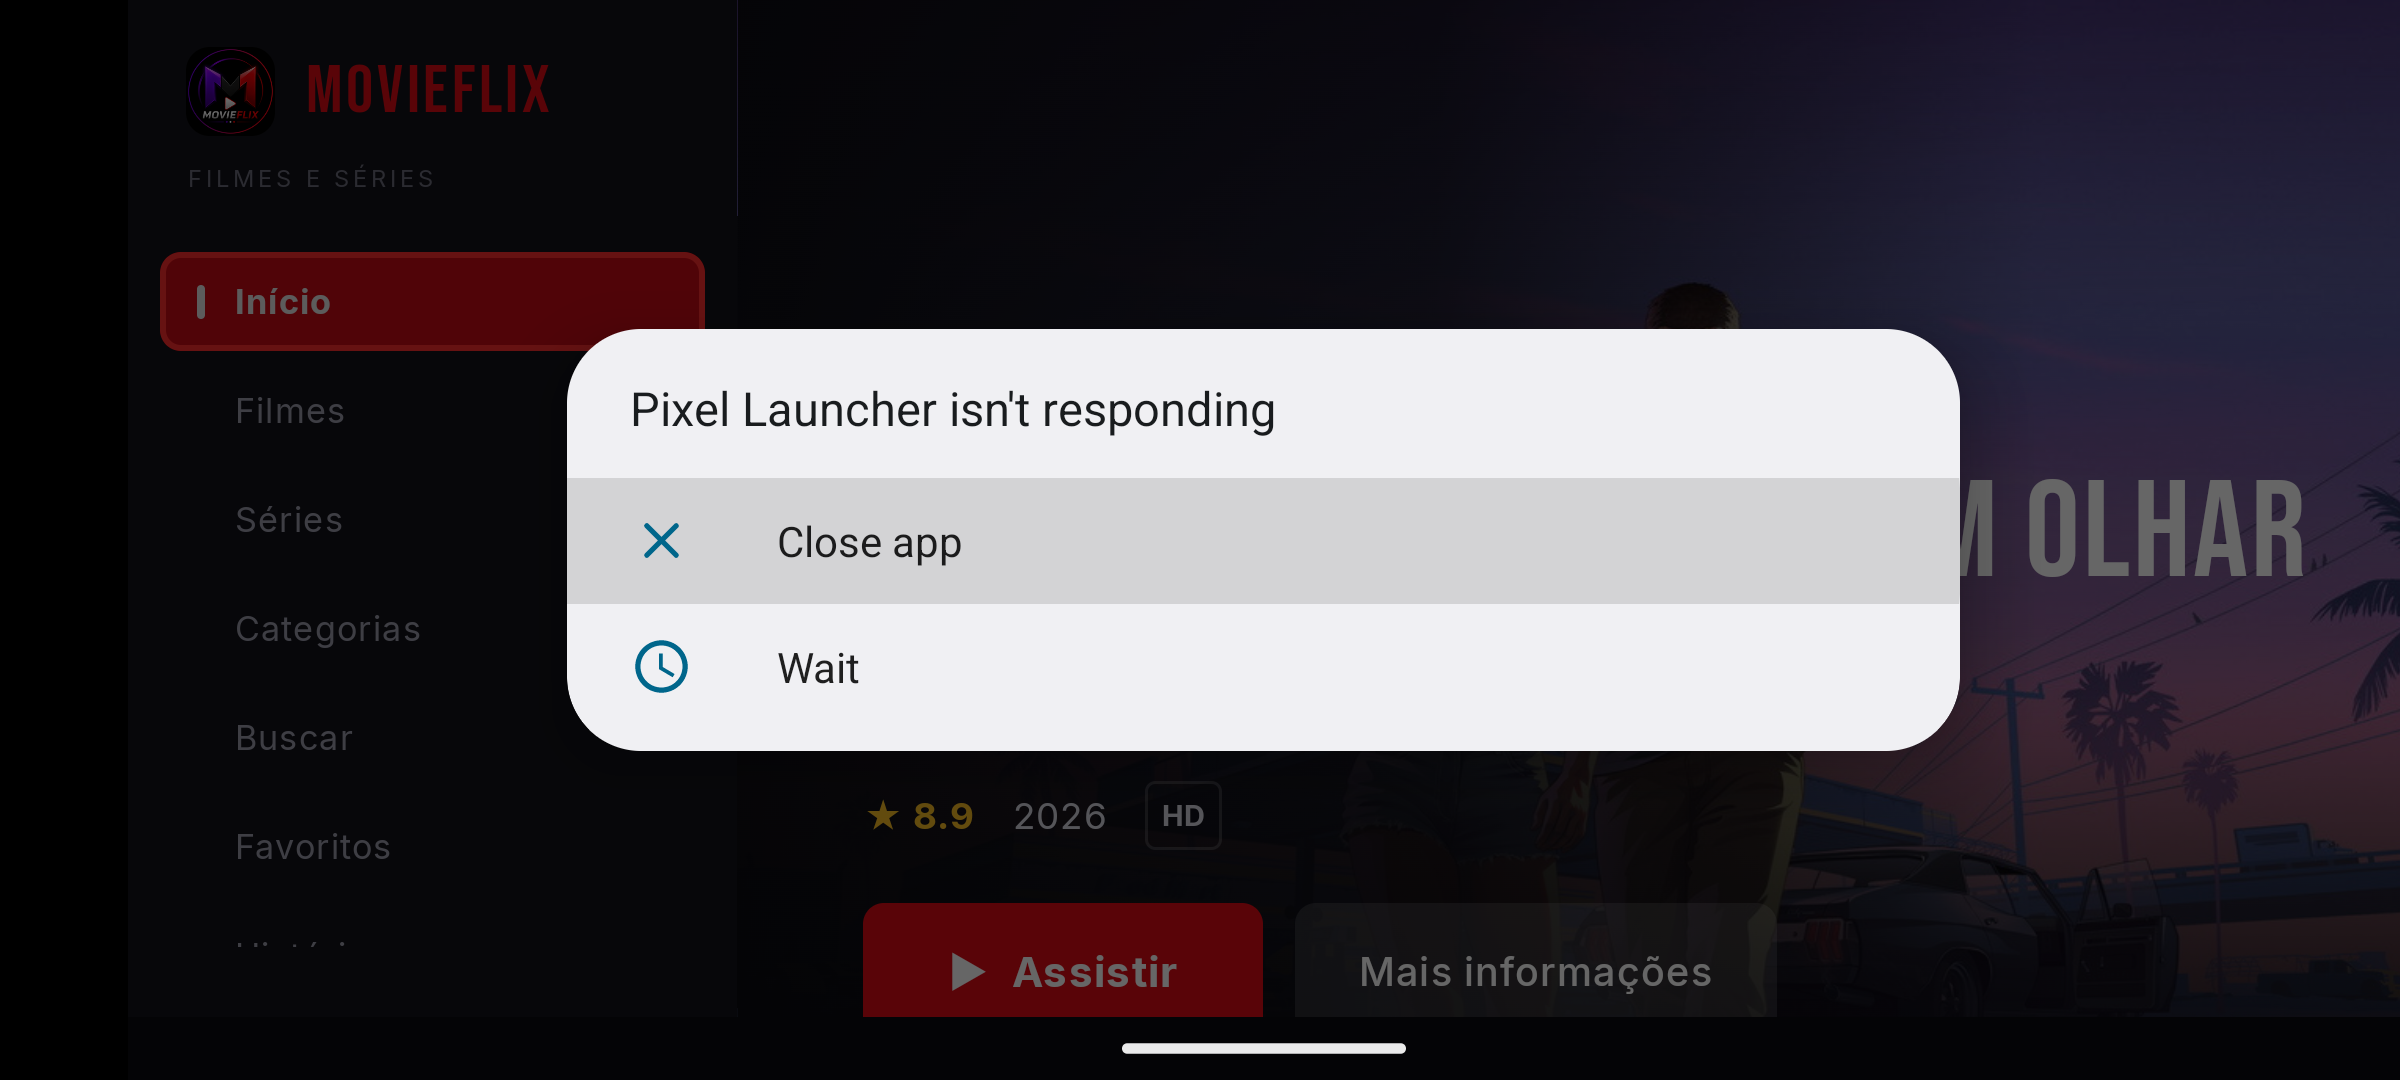 MOVIEFLIX
MOVIEFLIX
FILMES E SÉRIES
Início
Filmes
Séries
Categorias
Buscar
Favoritos
Pixel Launcher isn't responding
Close app
Wait
OLHAR
★ 8.9 2026 HD
Assistir
Mais informações